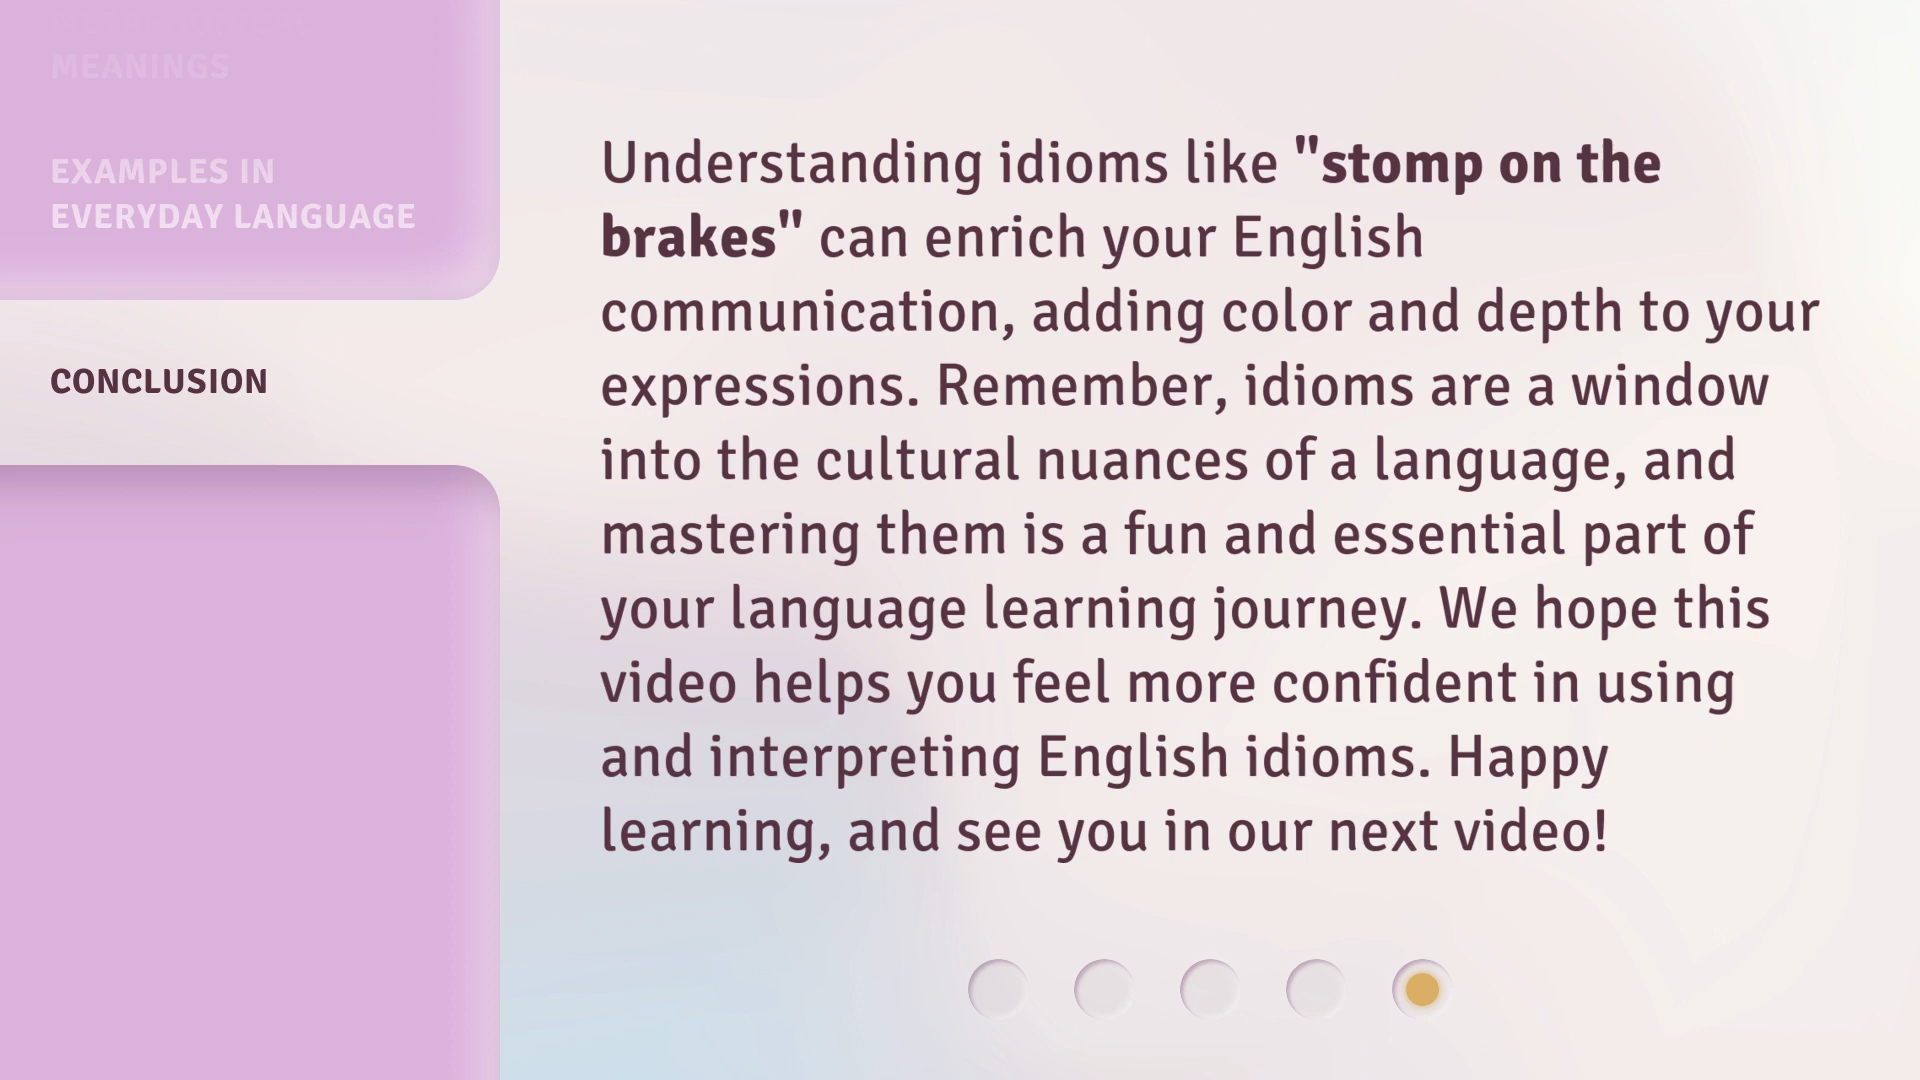 MEANINGS
EXAMPLES IN
EVERYDAY LANGUAGE
CONCLUSION
Understanding idioms like "stomp on the
brakes" can enrich your English
communication, adding color and depth to your
expressions. Remember, idioms are a window
into the cultural nuances of a language, and
mastering them is a fun and essential part of
your language learning journey. We hope this
video helps you feel more confident in using
and interpreting English idioms. Happy
learning, and see you in our next video!